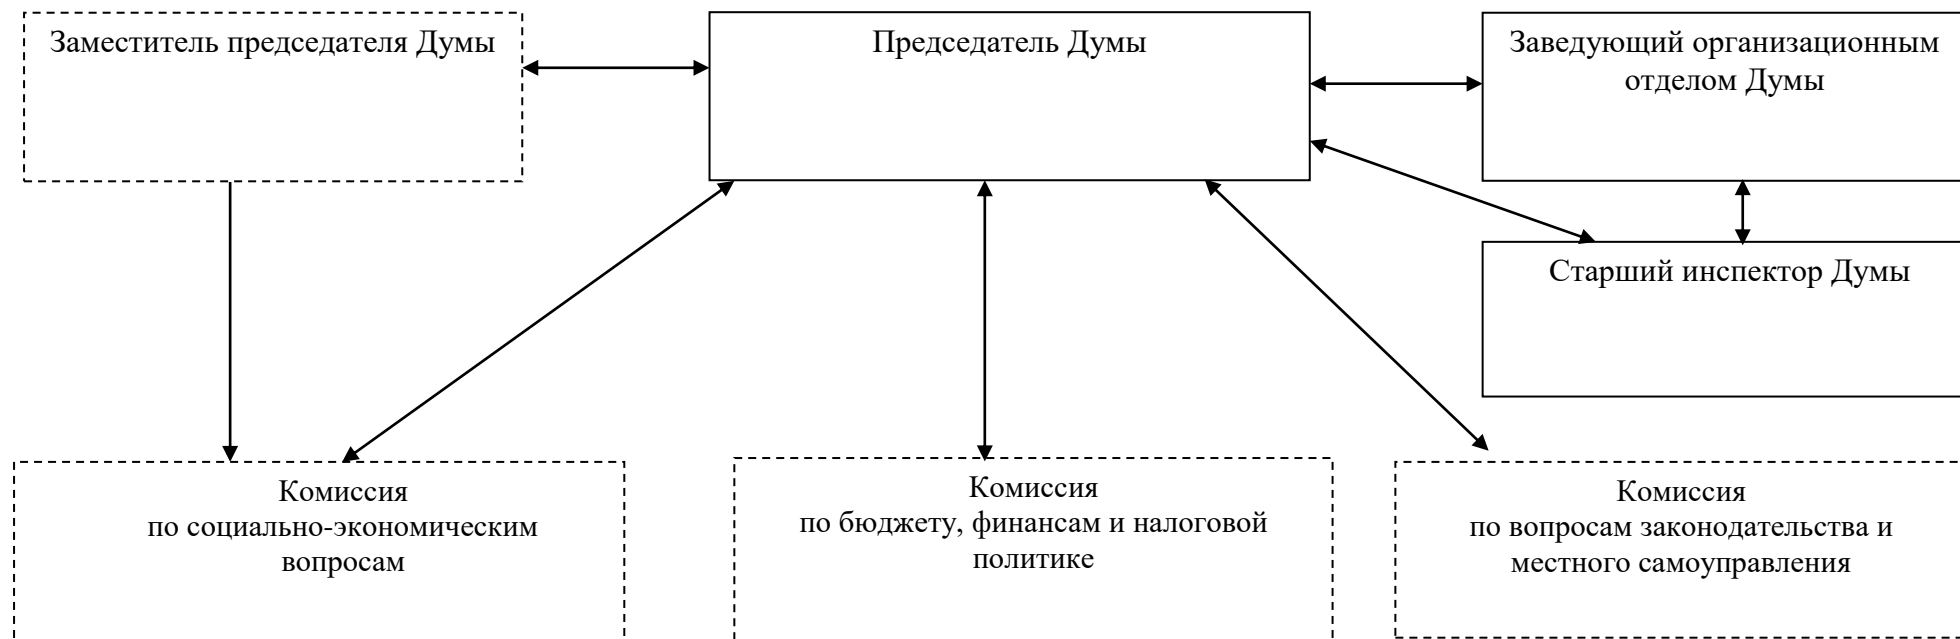 Заместитель председателя Думы
Председатель Думы
Заведующий организационным
отделом Думы
Старший инспектор Думы
Комиссия
по социально-экономическим
вопросам
Комиссия
по бюджету, финансам и налоговой
политике
Комиссия
по вопросам законодательства и
местного самоуправления